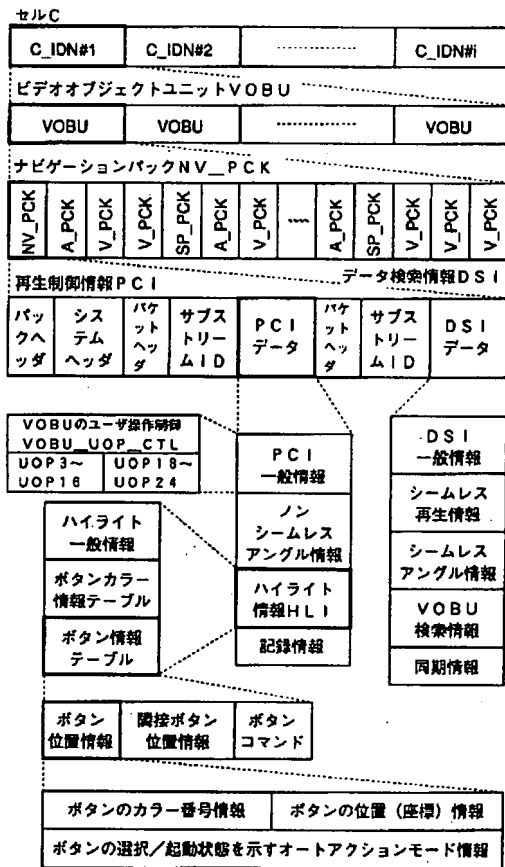 セルC
C_IDN#1 C_IDN#2 ………… C_IDN#i
ビデオオブジェクトユニットVOBU
VOBU VOBU ………… VOBU
ナビゲーションパックNV_PCK
NV_PCK A_PCK V_PCK V_PCK SP_PCK A_PCK V_PCK …… A_PCK SP_PCK V_PCK V_PCK V_PCK
再生制御情報PCI データ検索情報DSI
パックヘッダ システムヘッダ パケットヘッダ サブストリームID PCIデータ パケットヘッダ サブストリームID DSIデータ
VOBUのユーザ操作制御
VOBU_UOP_CTL
UOP3～ UOP18～
UOP16 UOP24
PCI
一般情報
ノン
シームレス
アングル情報
ハイライト
情報HLI
記録情報
DSI
一般情報
シームレス
再生情報
シームレス
アングル情報
VOBU
検索情報
同期情報
ハイライト
一般情報
ボタンカラー
情報テーブル
ボタン情報
テーブル
ボタン 隣接ボタン ボタン
位置情報 位置情報 コマンド
ボタンのカラー番号情報 ボタンの位置（座標）情報
ボタンの選択／起動状態を示すオートアクションモード情報